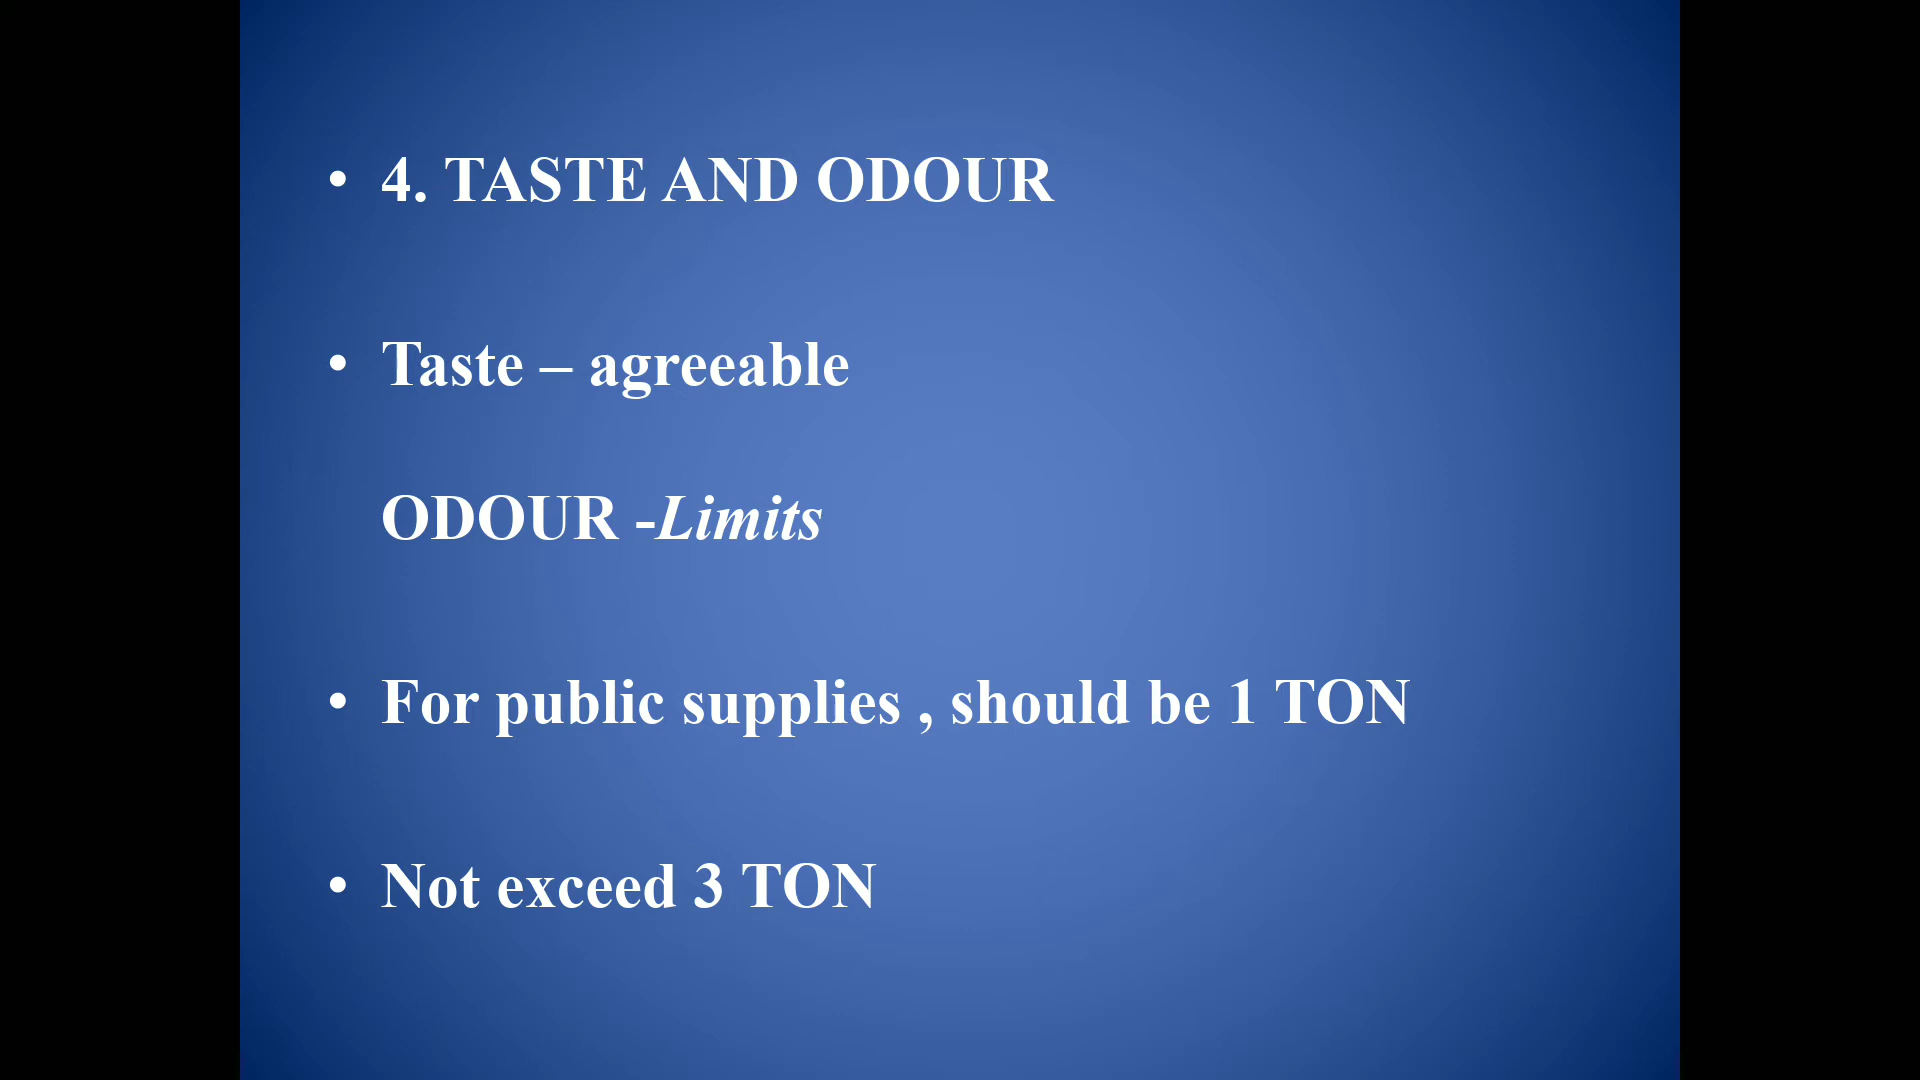 • 4. TASTE AND ODOUR
• Taste – agreeable
ODOUR -Limits
• For public supplies , should be 1 TON
• Not exceed 3 TON